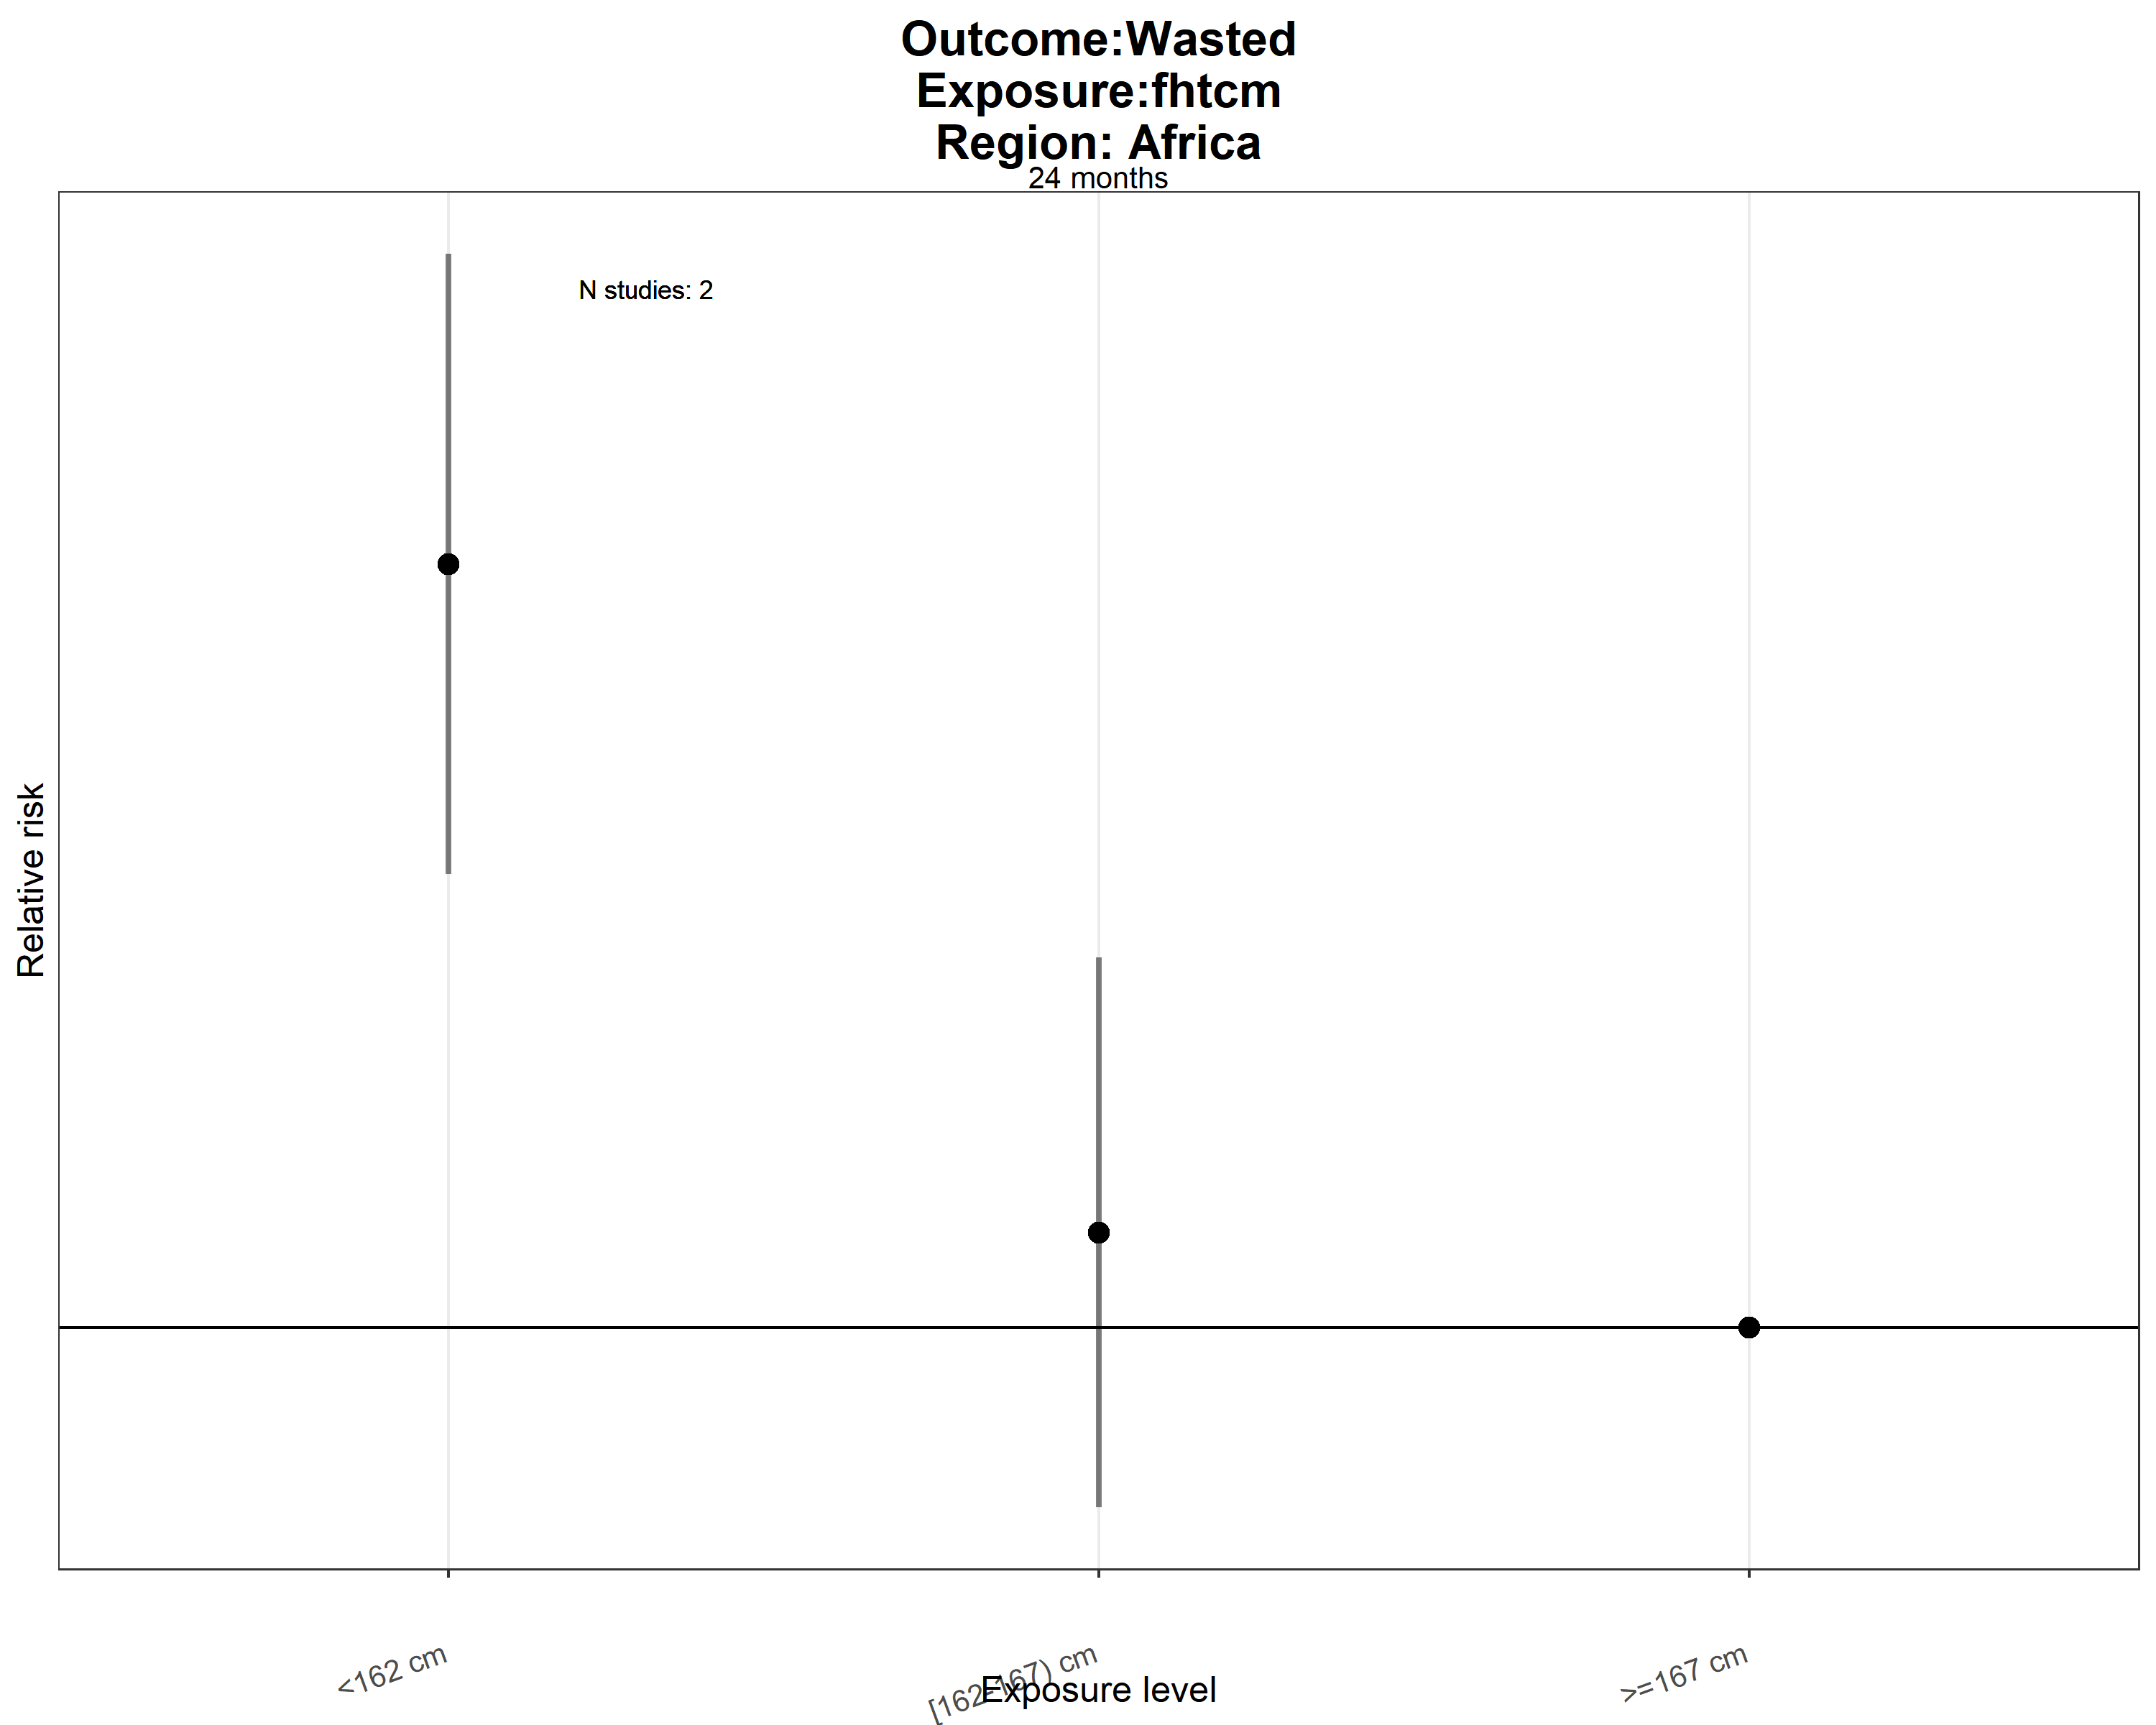 Outcome:Wasted
Exposure:fhtcm
Region: Africa
24 months
N studies: 2
Relative risk
<162 cm
[162-167) cm
>=167 cm
Exposure level